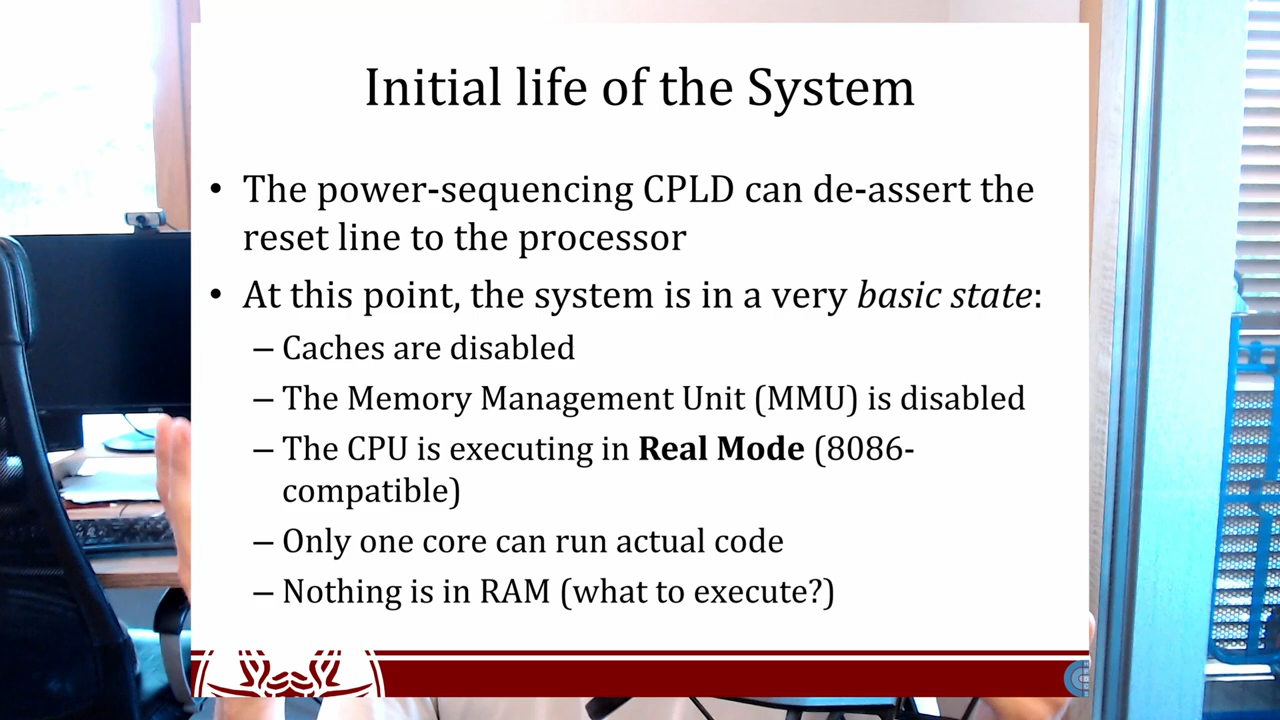 Initial life of the System
• The power-sequencing CPLD can de-assert the
reset line to the processor
• At this point, the system is in a very basic state:
– Caches are disabled
– The Memory Management Unit (MMU) is disabled
– The CPU is executing in Real Mode (8086-
compatible)
– Only one core can run actual code
– Nothing is in RAM (what to execute?)